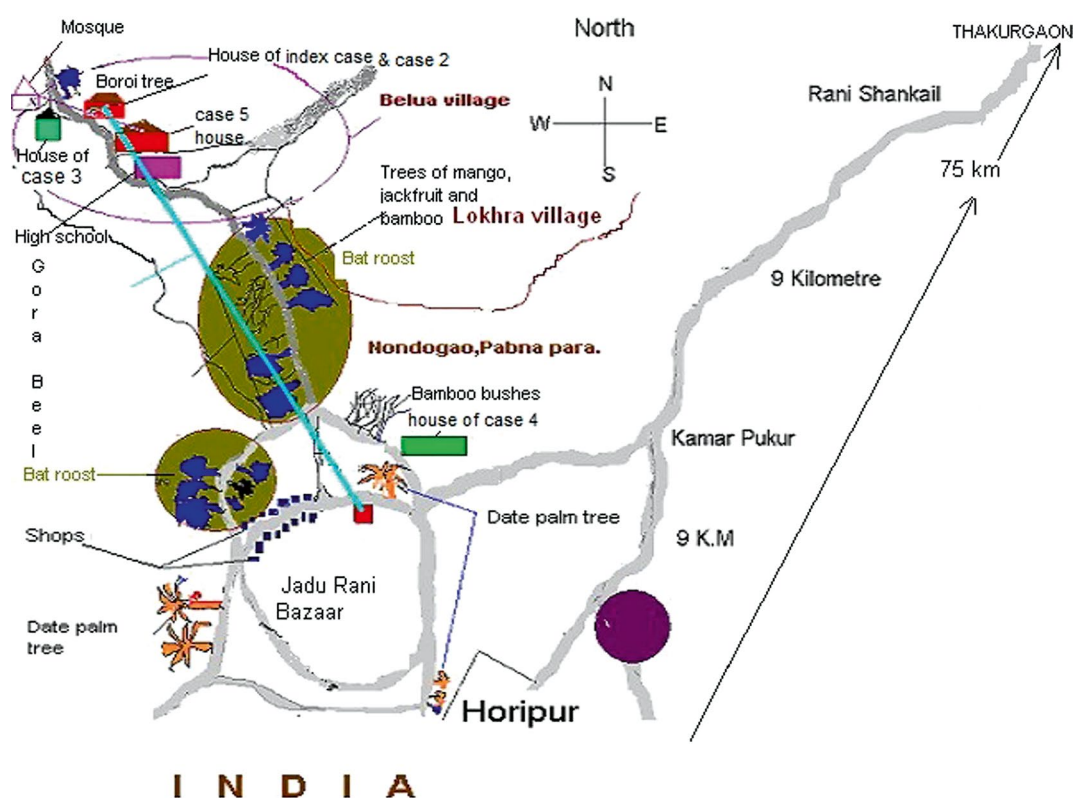 North
THAKURGAON
Mosque
House of index case & case 2
Boroi tree
Belua village
N
W
E
S
Rani Shankail
case 5
house
House of
case 3
75 km
Trees of mango,
jackfruit and
bamboo
Lokhra village
High school
Bat roost
9 Kilometre
Gora Beel
Nondogao,Pabna para.
Bamboo bushes
house of case 4
Kamar Pukur
Bat roost
Date palm tree
Shops
9 K.M
Jadu Rani
Bazaar
Date palm
tree
Horipur
INDIA